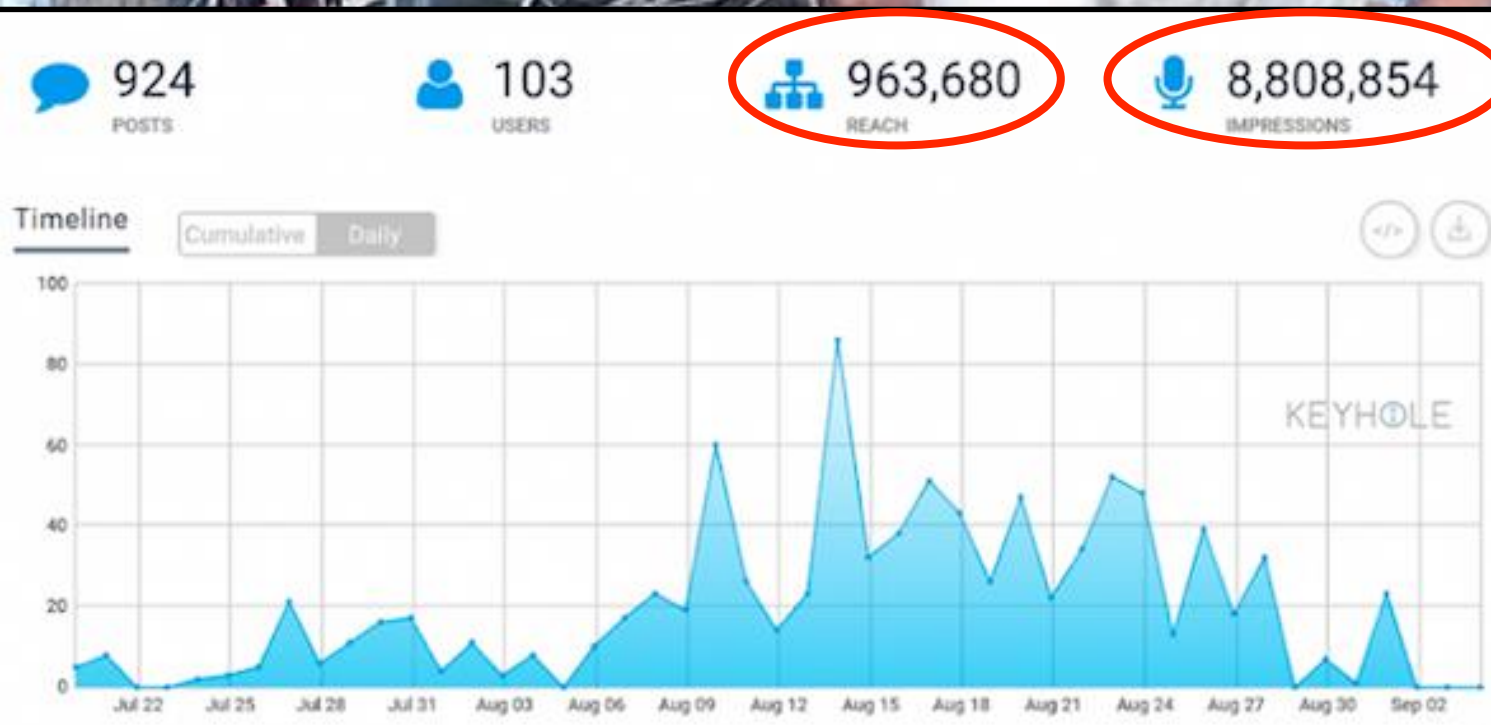 924
POSTS
103
USERS
963,680
REACH
8,808,854
IMPRESSIONS
Timeline
Cumulative
Daily
</>
100
80
60
40
20
0
KEYHOLE
Jul 22 Jul 25 Jul 28 Jul 31 Aug 03 Aug 06 Aug 09 Aug 12 Aug 15 Aug 18 Aug 21 Aug 24 Aug 27 Aug 30 Sep 02